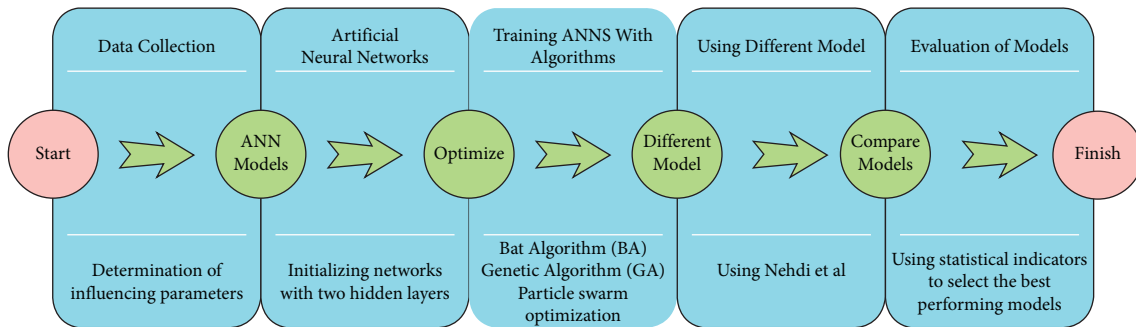 Data Collection
Artificial
Neural Networks
Training ANNS With
Algorithms
Using Different Model
Evaluation of Models
Start
ANN
Models
Optimize
Different
Model
Compare
Models
Finish
Determination of
influencing parameters
Initializing networks
with two hidden layers
Bat Algorithm (BA)
Genetic Algorithm (GA)
Particle swarm
optimization
Using Nehdi et al
Using statistical indicators
to select the best
performing models